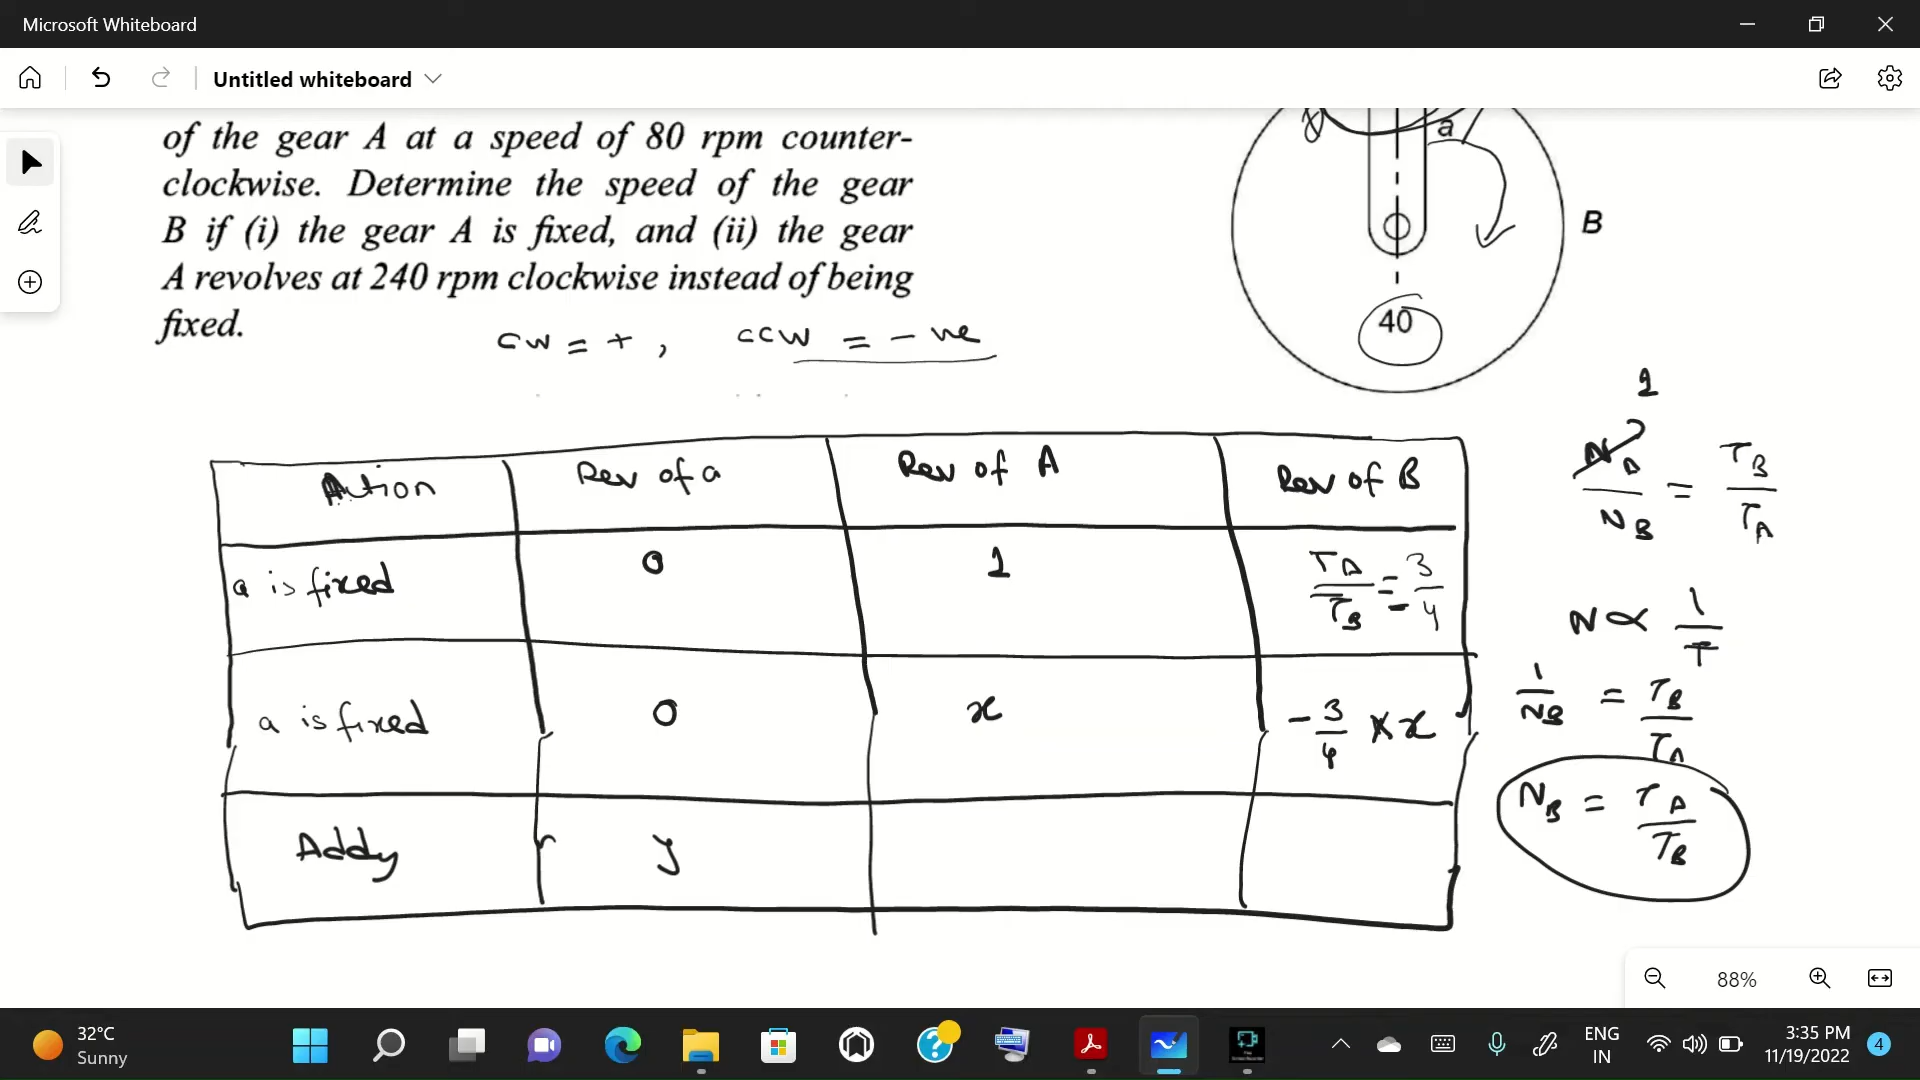 Microsoft Whiteboard
Untitled whiteboard
of the gear A at a speed of 80 rpm counter-
clockwise. Determine the speed of the gear
B if (i) the gear A is fixed, and (ii) the gear
A revolves at 240 rpm clockwise instead of being
fixed.
cw = + , ccw = - ve
a
B
40
Action Rev of a Rev of A Rev of B
a is fixed 0 1 TA/TB = -3/4
a is fixed 0 x -3/4 × x
Add y y
1
NA/NB = TB/TA
N ∝ 1/T
1/NB = TB/TA
NB = TA/TB
88%
32°C
Sunny
ENG
IN
3:35 PM
11/19/2022
4